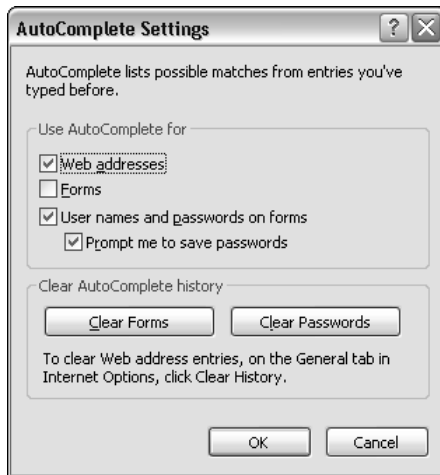 AutoComplete Settings
AutoComplete lists possible matches from entries you've
typed before.
Use AutoComplete for
Web addresses
Forms
User names and passwords on forms
Prompt me to save passwords
Clear AutoComplete history
Clear Forms
Clear Passwords
To clear Web address entries, on the General tab in
Internet Options, click Clear History.
OK
Cancel